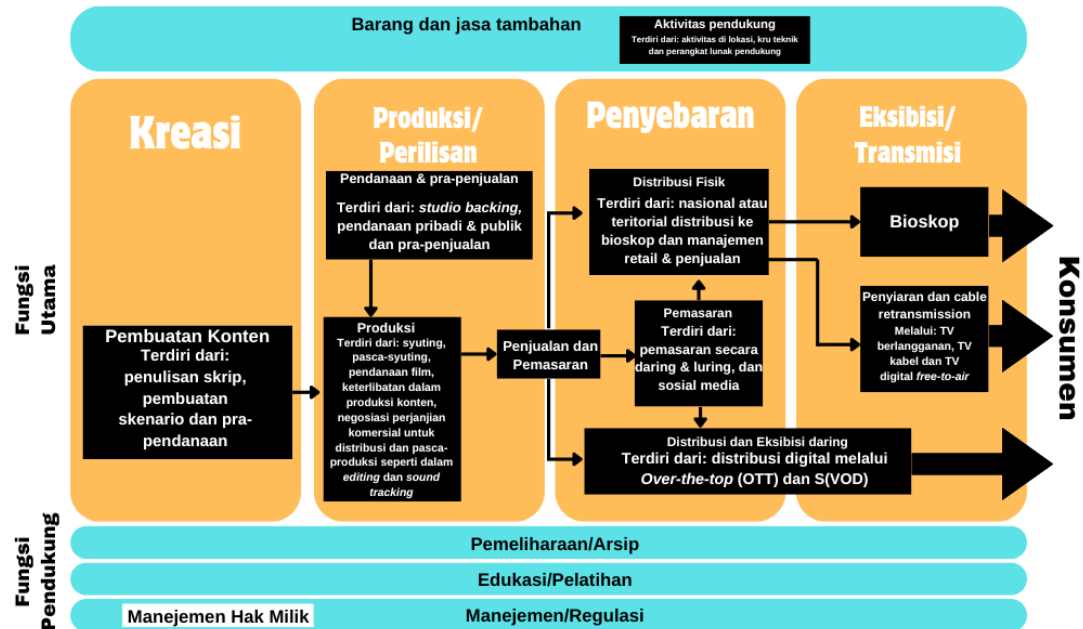 Barang dan jasa tambahan
Aktivitas pendukung
Terdiri dari: aktivitas di lokasi, kru teknik
dan perangkat lunak pendukung
Fungsi
Utama
Kreasi
Pembuatan Konten
Terdiri dari:
penulisan skrip,
pembuatan
skenario dan pra-
pendanaan
Produksi/
Perilisan
Pendanaan & pra-penjualan
Terdiri dari: studio backing,
pendanaan pribadi & publik
dan pra-penjualan
Produksi
Terdiri dari: syuting,
pasca-syuting,
pendanaan film,
keterlibatan dalam
produksi konten,
negosiasi perjanjian
komersial untuk
distribusi dan pasca-
produksi seperti dalam
editing dan sound
tracking
Penjualan dan
Pemasaran
Penyebaran
Distribusi Fisik
Terdiri dari: nasional atau
teritorial distribusi ke
bioskop dan manajemen
retail & penjualan
Pemasaran
Terdiri dari:
pemasaran secara
daring & luring, dan
sosial media
Distribusi dan Eksibisi daring
Terdiri dari: distribusi digital melalui
Over-the-top (OTT) dan S(VOD)
Eksibisi/
Transmisi
Bioskop
Penyiaran dan cable
retransmission
Melalui: TV
berlangganan, TV
kabel dan TV
digital free-to-air
Konsumen
Fungsi
Pendukung
Pemeliharaan/Arsip
Edukasi/Pelatihan
Manajemen Hak Milik
Manajemen/Regulasi